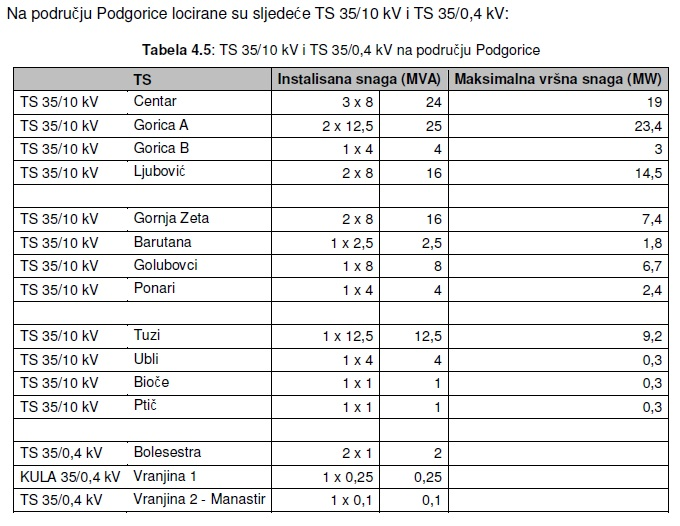 Na području Podgorice locirane su sljedeće TS 35/10 kV i TS 35/0,4 kV:
Tabela 4.5: TS 35/10 kV i TS 35/0,4 kV na području Podgorice
TS Instalisana snaga (MVA) Maksimalna vršna snaga (MW)
TS 35/10 kV Centar 3 x 8 24 19
TS 35/10 kV Gorica A 2 x 12,5 25 23,4
TS 35/10 kV Gorica B 1 x 4 4 3
TS 35/10 kV Ljubović 2 x 8 16 14,5
TS 35/10 kV Gornja Zeta 2 x 8 16 7,4
TS 35/10 kV Barutana 1 x 2,5 2,5 1,8
TS 35/10 kV Golubovci 1 x 8 8 6,7
TS 35/10 kV Ponari 1 x 4 4 2,4
TS 35/10 kV Tuzi 1 x 12,5 12,5 9,2
TS 35/10 kV Ubli 1 x 4 4 0,3
TS 35/10 kV Bioče 1 x 1 1 0,3
TS 35/10 kV Ptič 1 x 1 1 0,3
TS 35/0,4 kV Bolesestra 2 x 1 2
KULA 35/0,4 kV Vranjina 1 1 x 0,25 0,25
TS 35/0,4 kV Vranjina 2 - Manastir 1 x 0,1 0,1